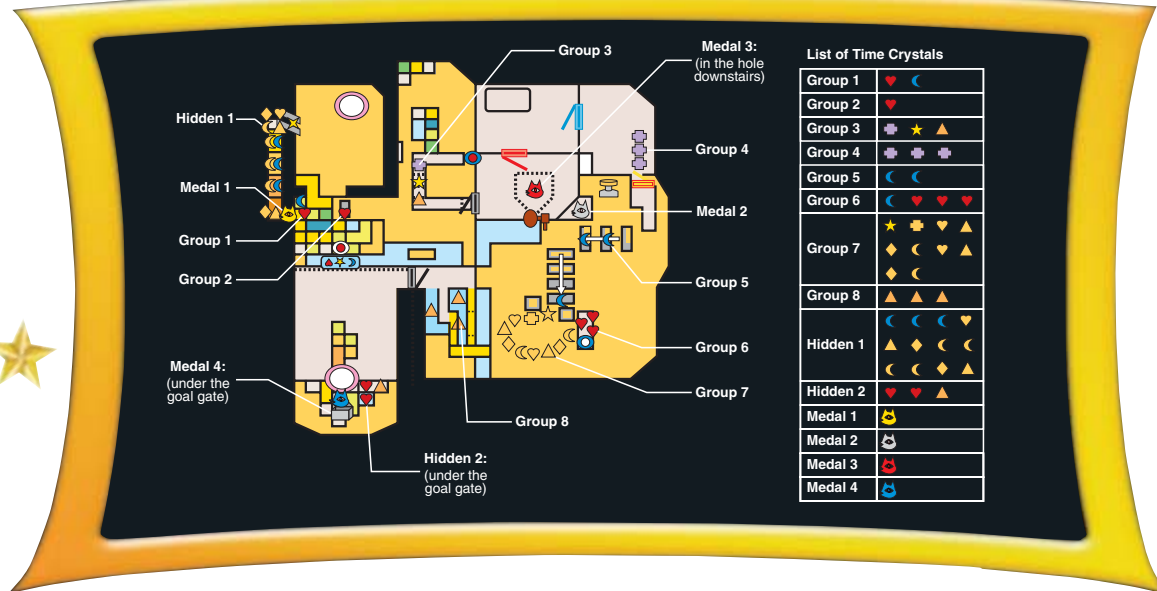 Group 3
Medal 3:
(in the hole
downstairs)
Hidden 1
Group 4
Medal 1
Medal 2
Group 1
Group 2
Group 5
Group 6
Medal 4:
(under the
goal gate)
Group 7
Group 8
Hidden 2:
(under the
goal gate)
List of Time Crystals
Group 1
Group 2
Group 3
Group 4
Group 5
Group 6
Group 7
Group 8
Hidden 1
Hidden 2
Medal 1
Medal 2
Medal 3
Medal 4